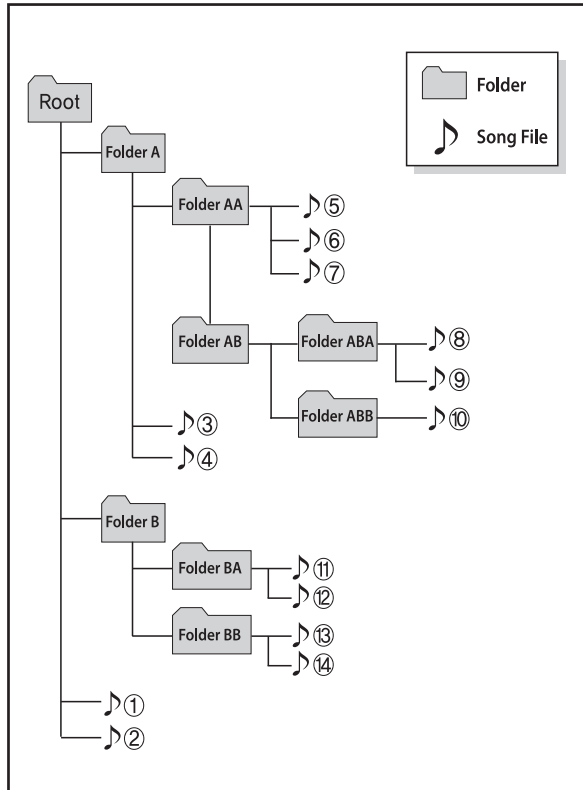 Root
Folder
Folder A
Song File
Folder AA
⑤
⑥
⑦
Folder AB
Folder ABA
⑧
⑨
Folder ABB
⑩
③
④
Folder B
Folder BA
⑪
⑫
Folder BB
⑬
⑭
①
②